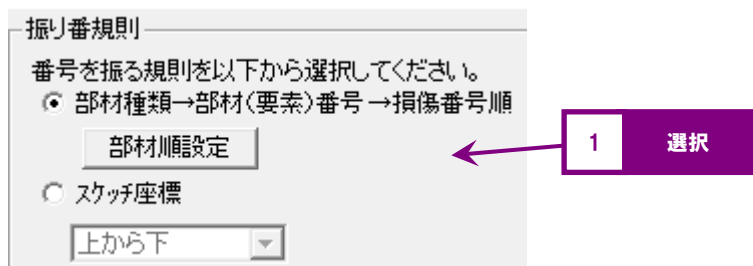 振り番規則
番号を振る規則を以下から選択してください。
部材種類→部材(要素)番号→損傷番号順
部材順設定
1 選択
スケッチ座標
上から下